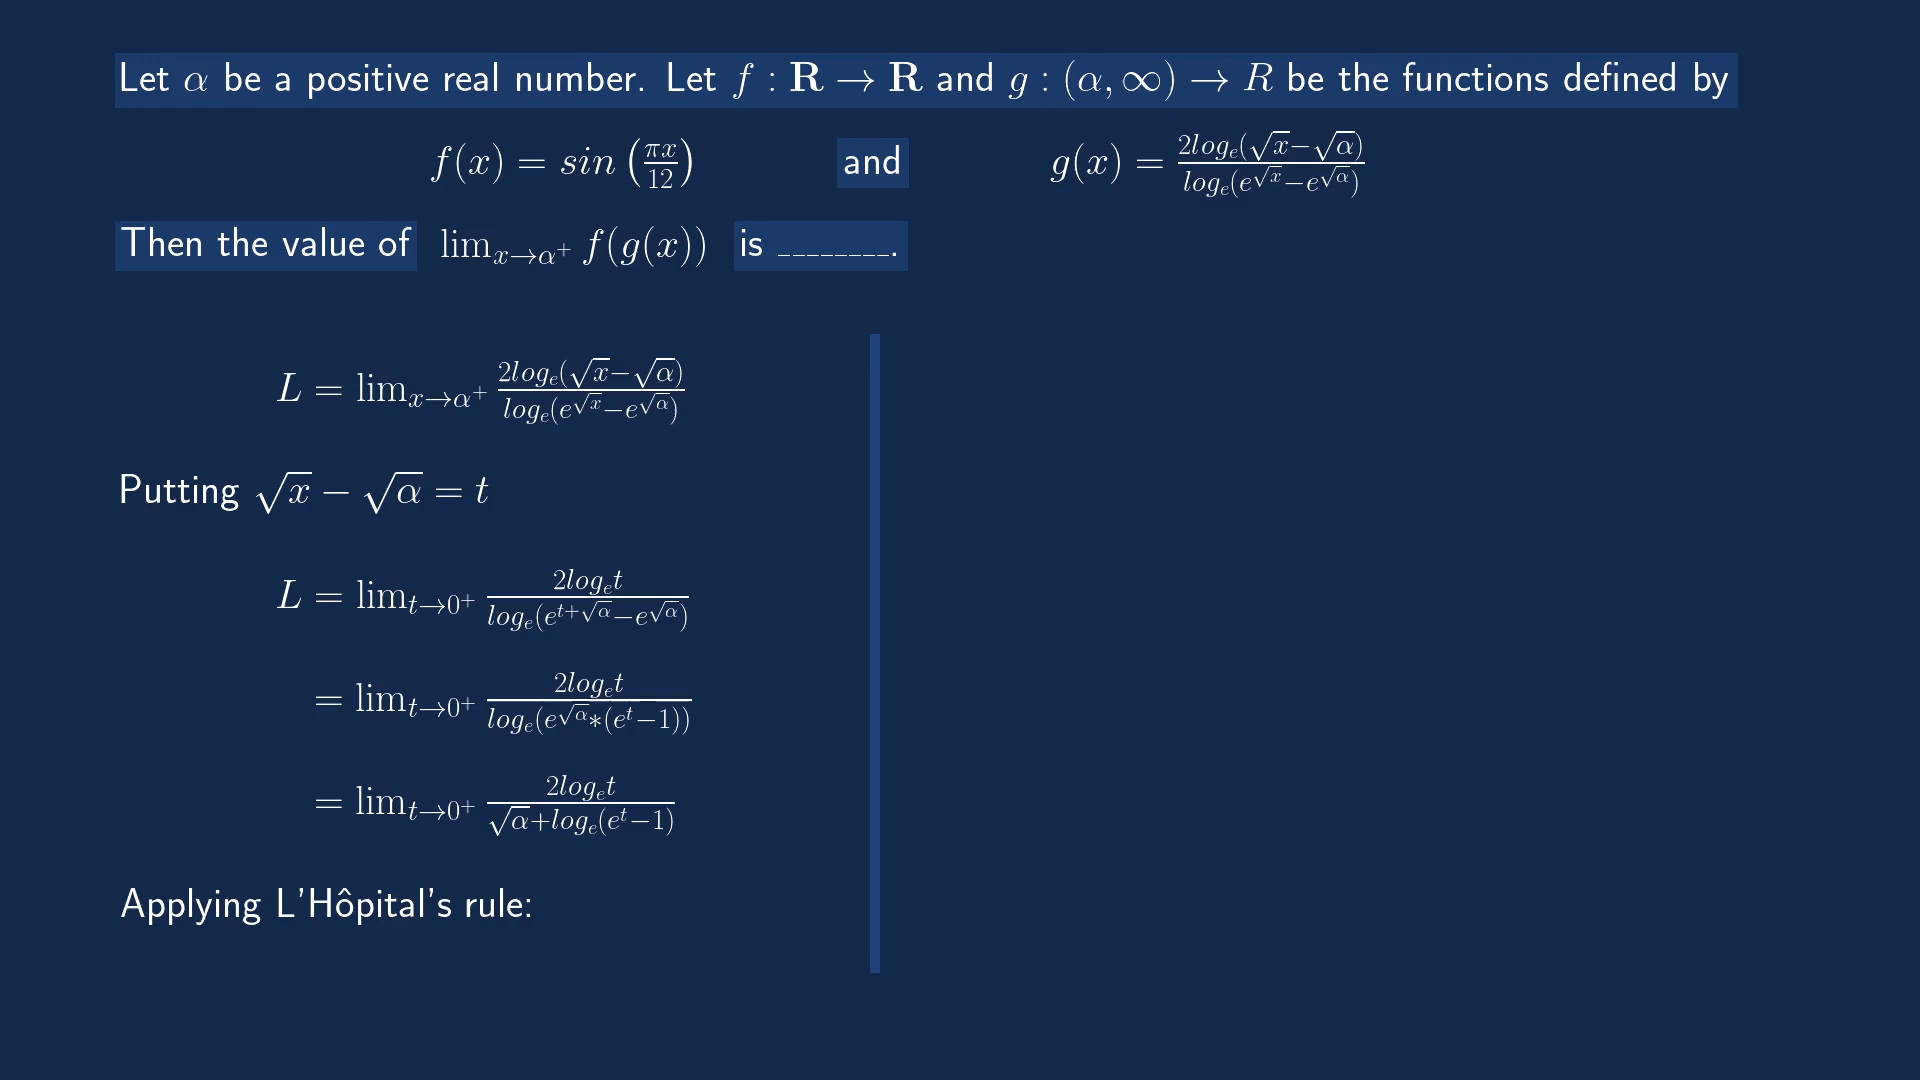 Let α be a positive real number. Let f : R → R and g : (α, ∞) → R be the functions defined by
f(x) = sin (πx/12) and g(x) = 2log_e(√x−√α)/log_e(e^√x−e^√α)
Then the value of lim_{x→α⁺} f(g(x)) is ________.
L = lim_{x→α⁺} 2log_e(√x−√α)/log_e(e^√x−e^√α)
Putting √x − √α = t
L = lim_{t→0⁺} 2log_e t/log_e(e^{t+√α}−e^√α)
= lim_{t→0⁺} 2log_e t/log_e(e^√α*(e^t−1))
= lim_{t→0⁺} 2log_e t/√α+log_e(e^t−1)
Applying L'Hôpital's rule: